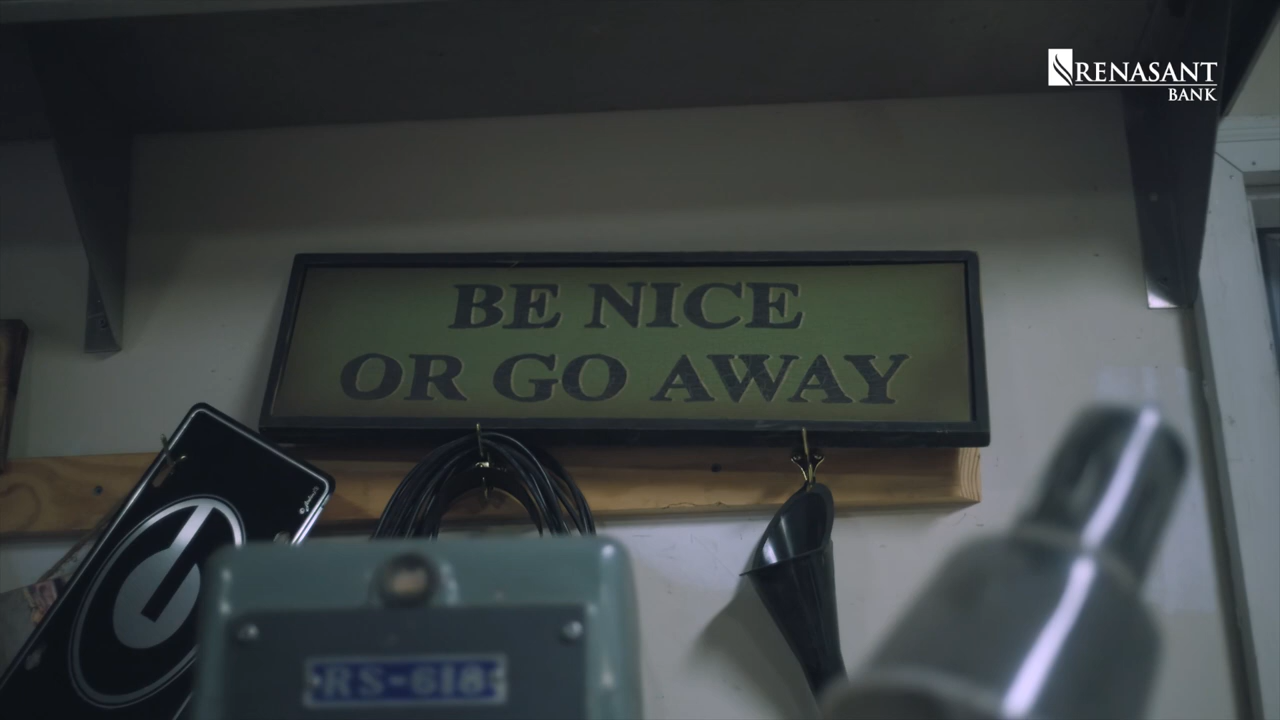 RENASANT
BANK
BE NICE
OR GO AWAY
G
RS-618